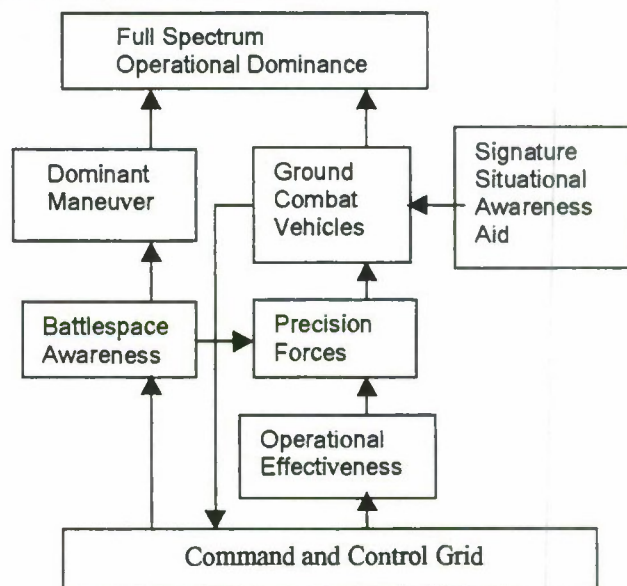 Full Spectrum
Operational Dominance
Dominant
Maneuver
Ground
Combat
Vehicles
Signature
Situational
Awareness
Aid
Battlespace
Awareness
Precision
Forces
Operational
Effectiveness
Command and Control Grid